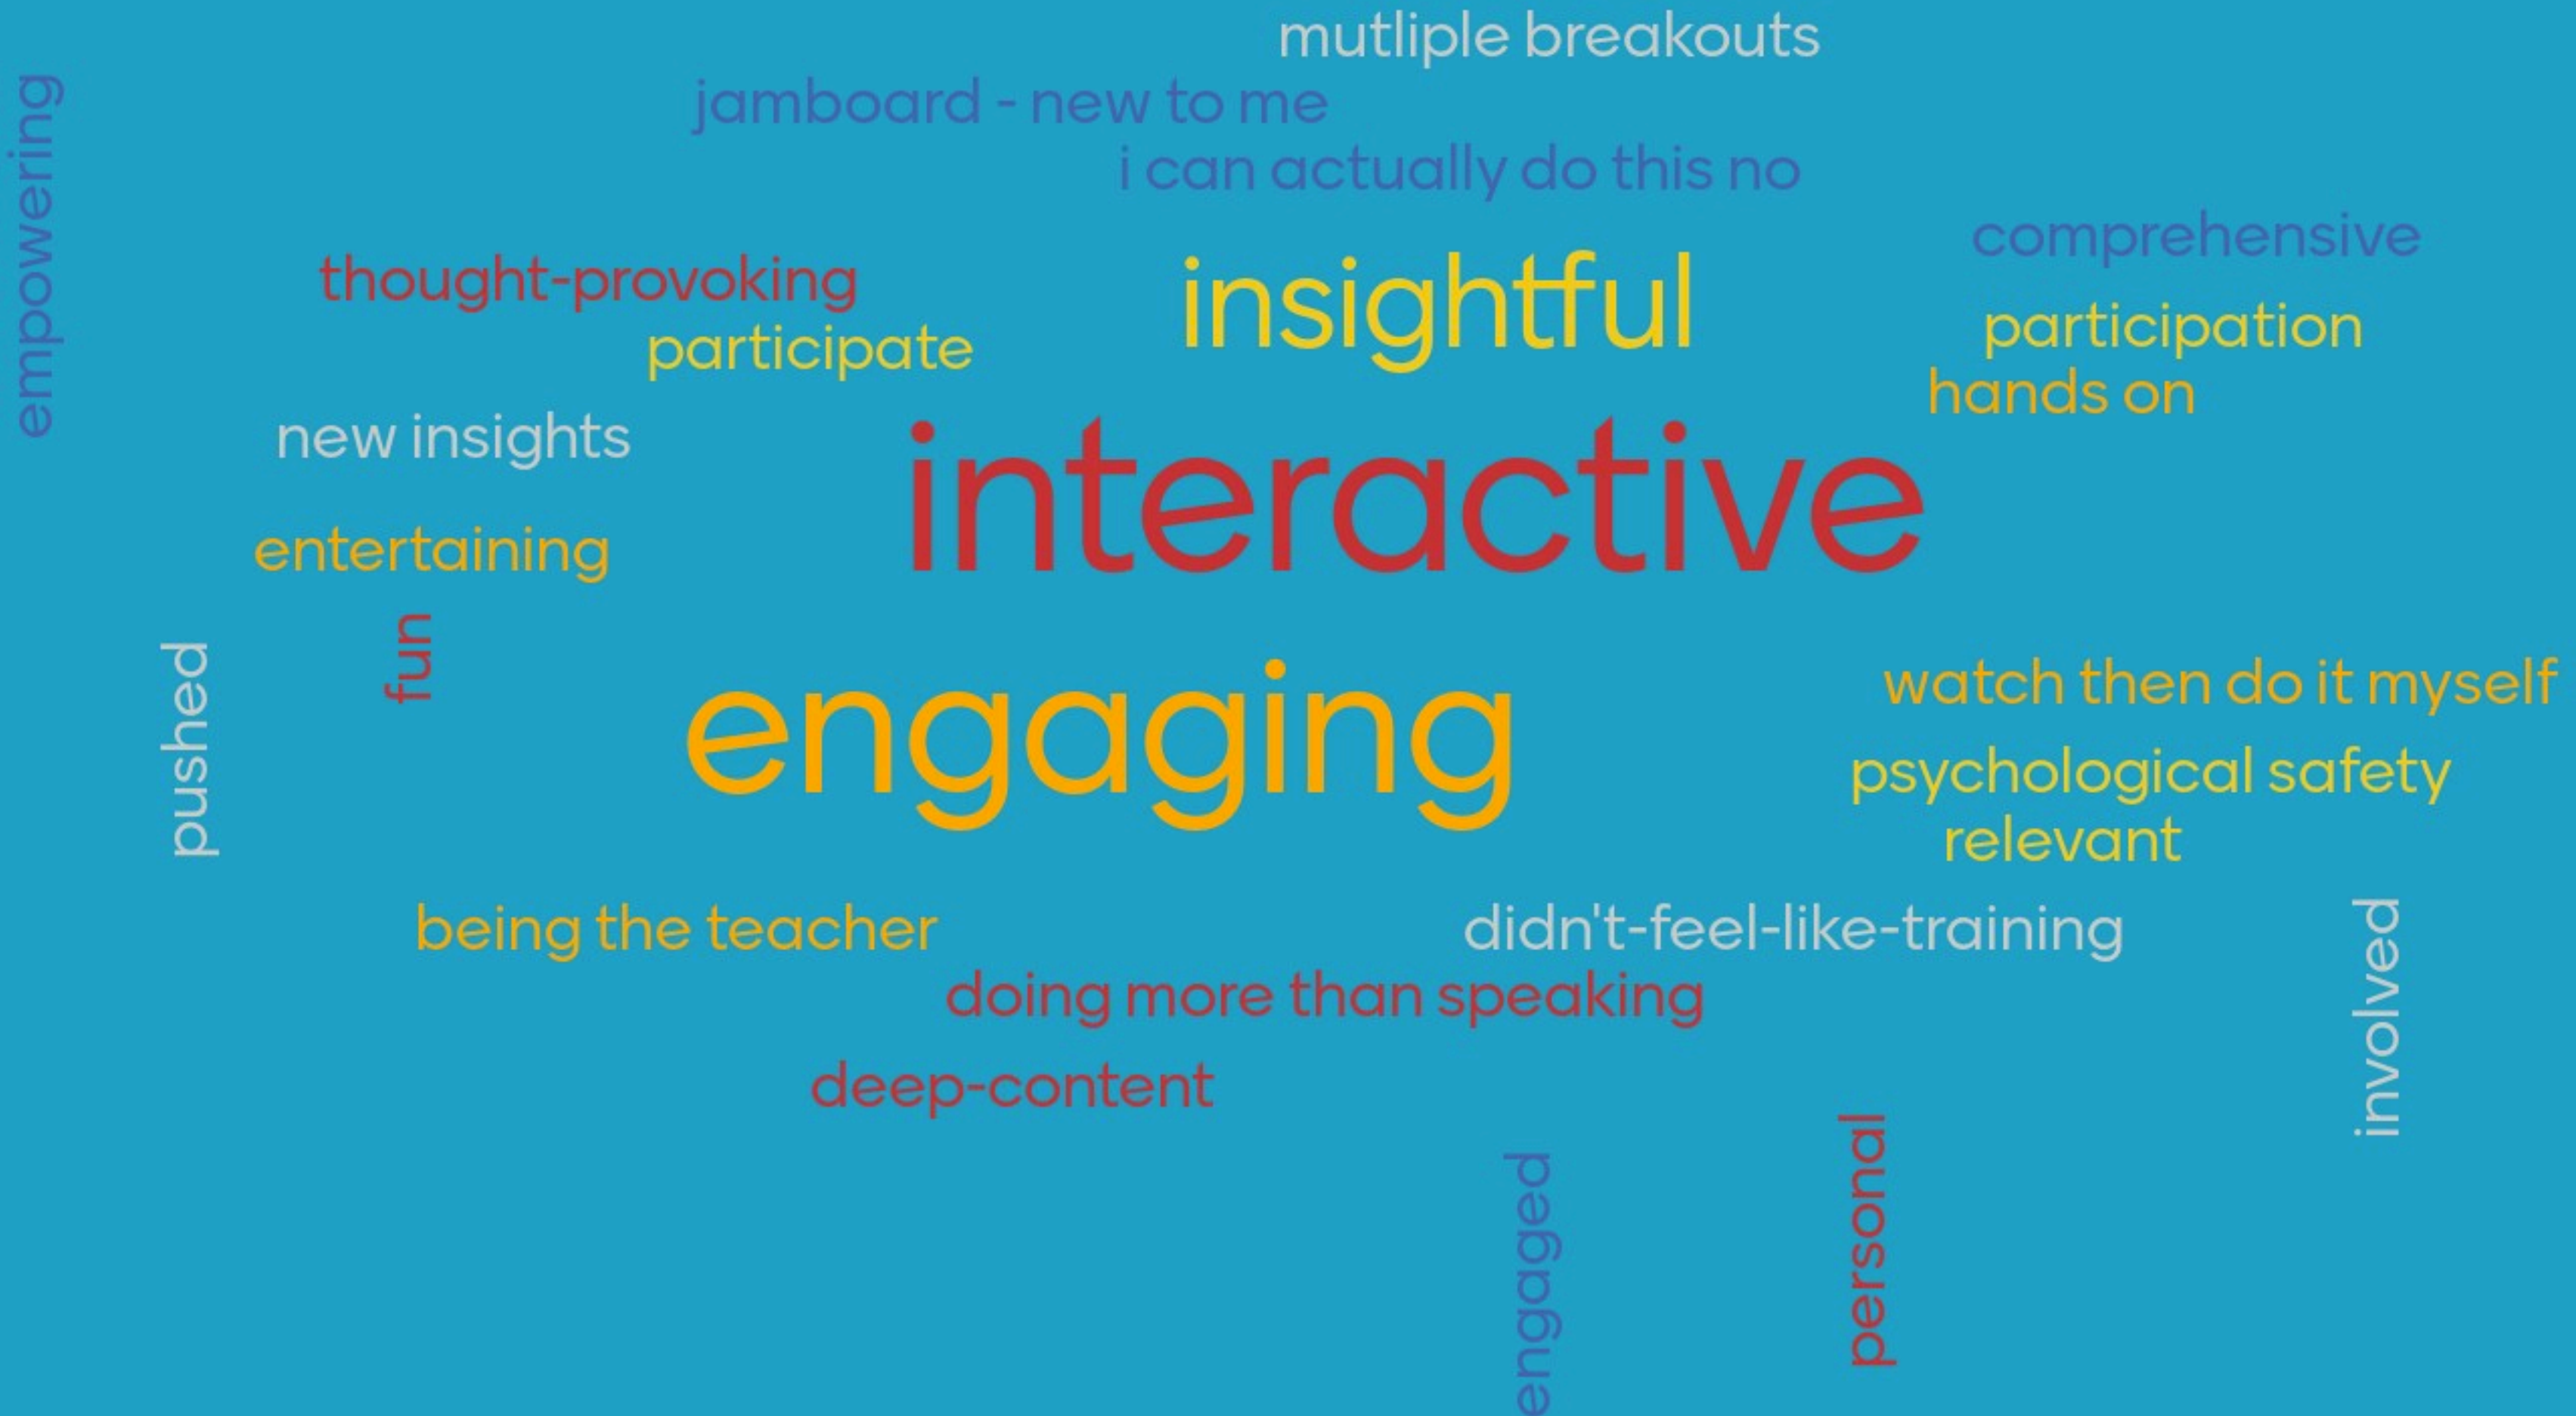 mutliple breakouts
jamboard - new to me
empowering
i can actually do this no
comprehensive
thought-provoking
insightful
participation
participate
hands on
new insights
interactive
entertaining
fun
pushed
engaging
watch then do it myself
psychological safety
relevant
being the teacher
didn't-feel-like-training
involved
doing more than speaking
deep-content
personal
engaged